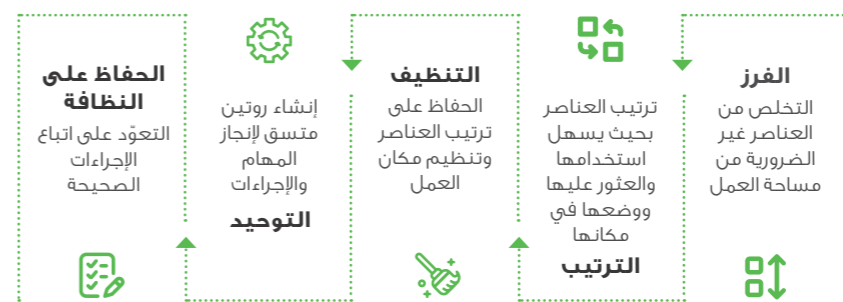 الفرز
التخلص من
العناصر غير
الضرورية من
مساحة العمل
ترتيب العناصر
بحيث يسهل
استخدامها
والعثور عليها
ووضعها في
مكانها
الترتيب
التنظيف
الحفاظ على
ترتيب العناصر
وتنظيم مكان
العمل
إنشاء روتين
متسق لإنجاز
المهام
والإجراءات
التوحيد
الحفاظ على
النظافة
التعوّد على اتباع
الإجراءات
الصحيحة